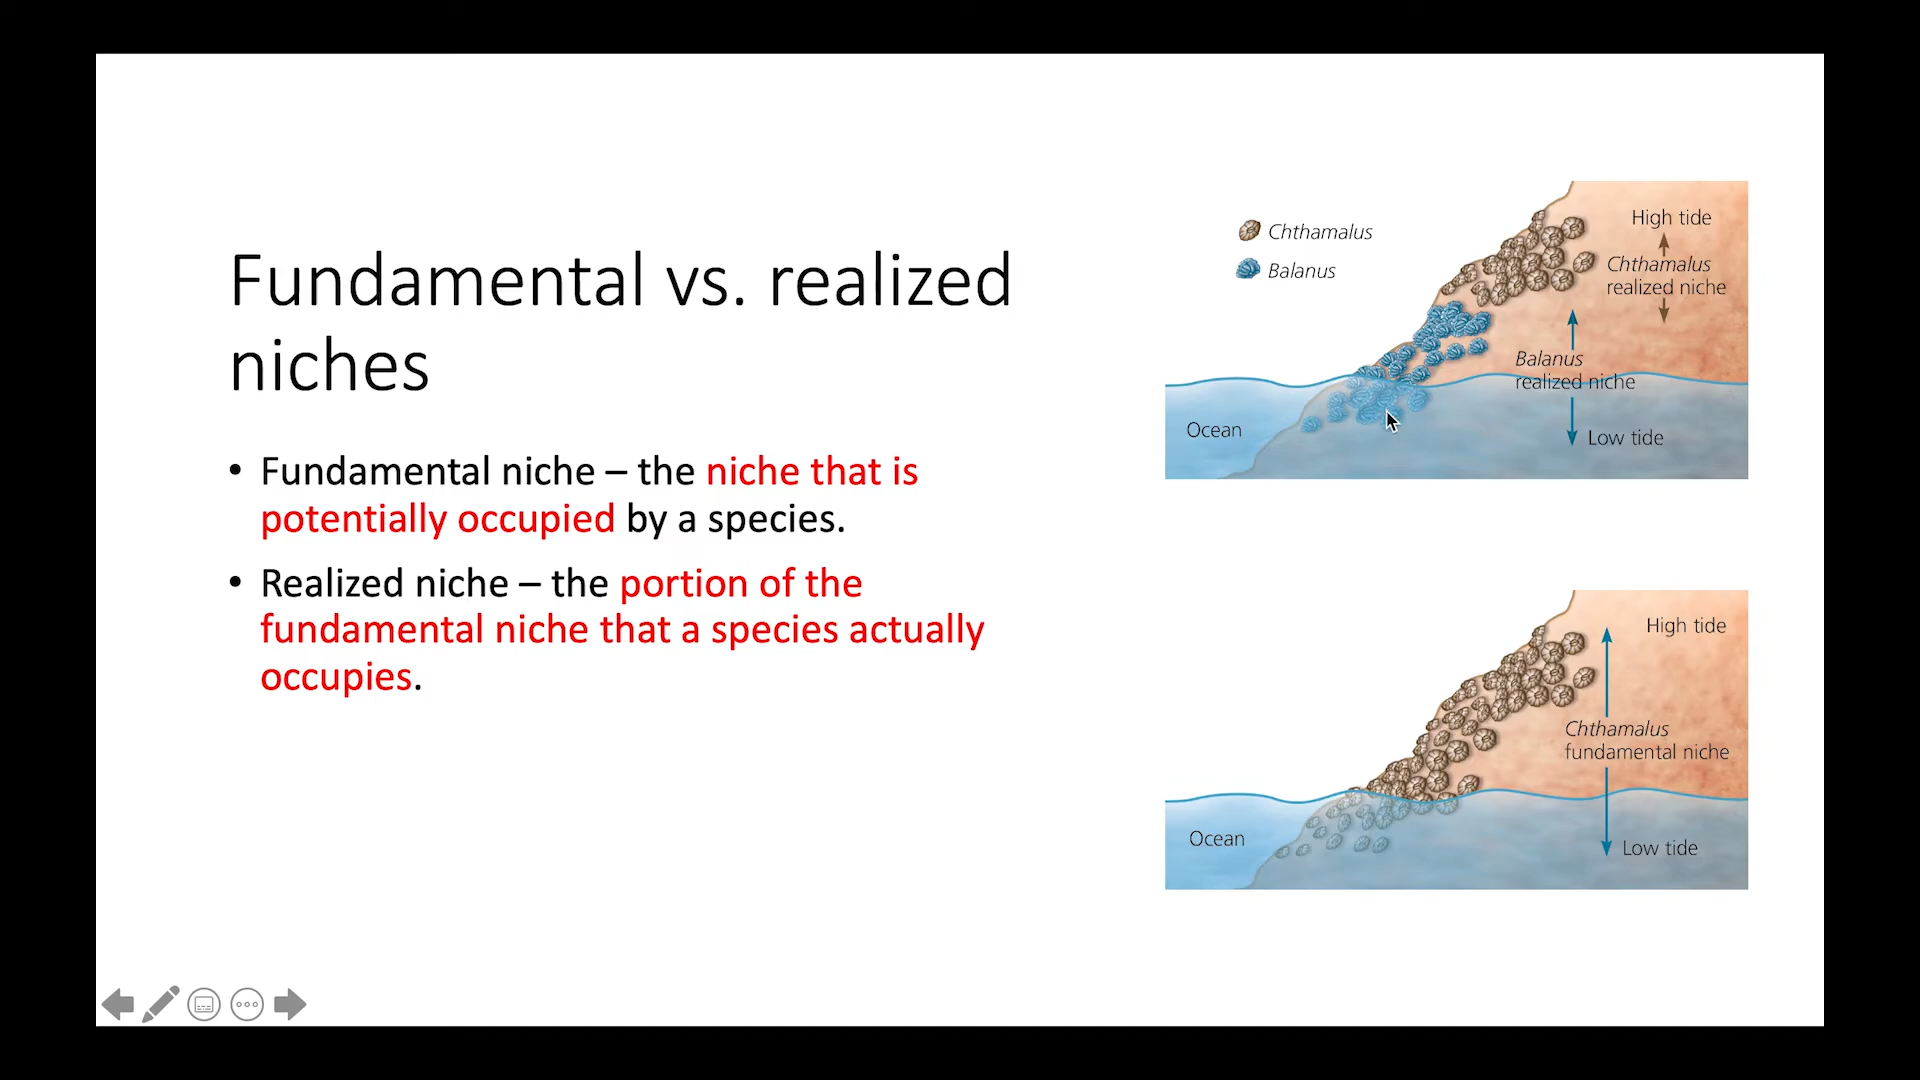 Fundamental vs. realized
niches
• Fundamental niche – the niche that is
potentially occupied by a species.
• Realized niche – the portion of the
fundamental niche that a species actually
occupies.
Chthamalus
Balanus
High tide
Chthamalus
realized niche
Balanus
realized niche
Ocean
Low tide
High tide
Chthamalus
fundamental niche
Ocean
Low tide